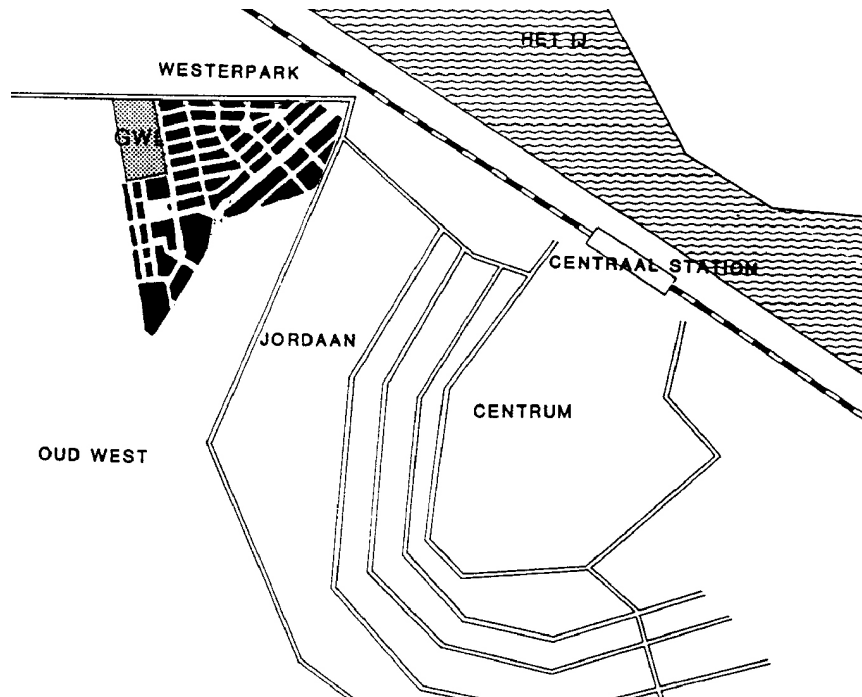 HET IJ
WESTERPARK
GWL
CENTRAAL STATION
JORDAAN
CENTRUM
OUD WEST